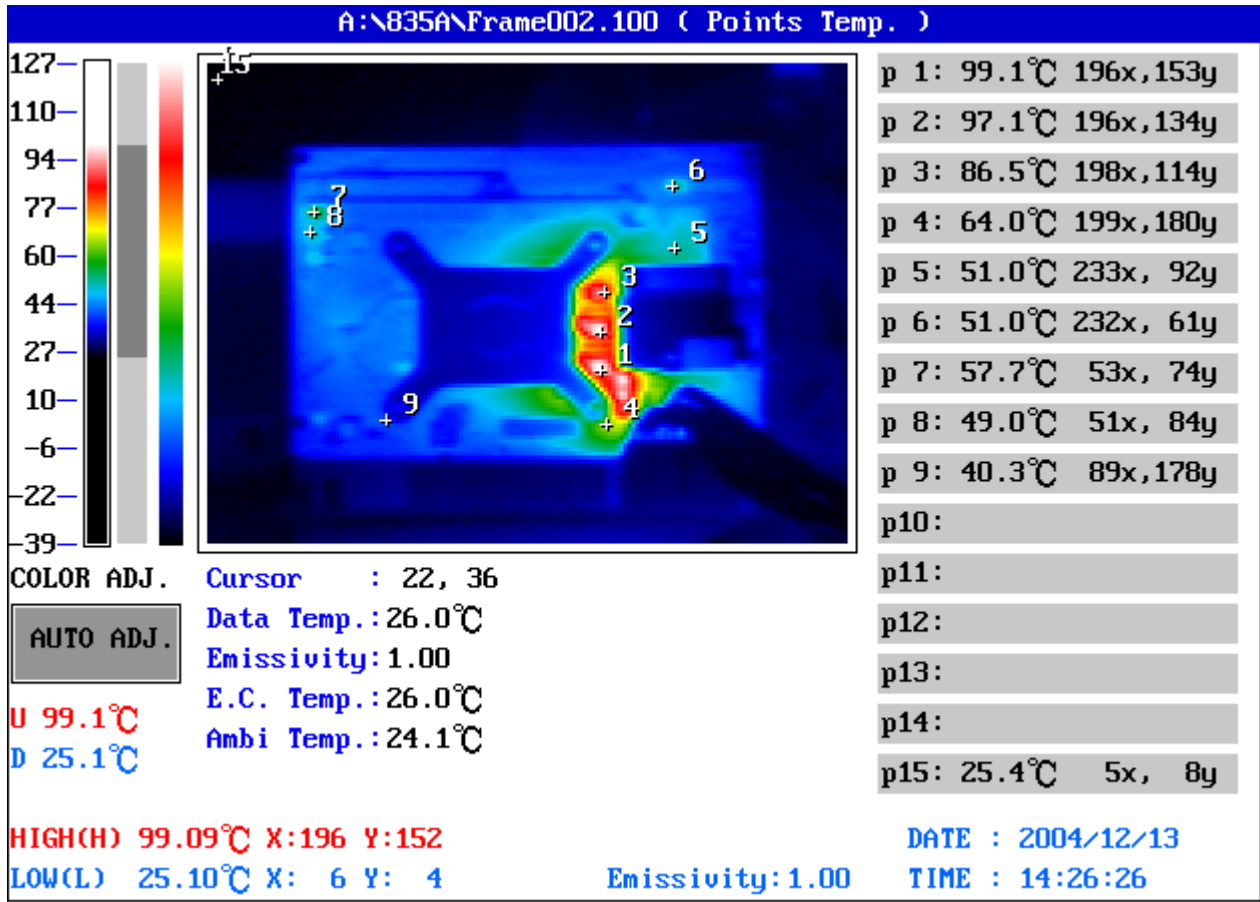 A:\835A\Frame002.100 ( Points Temp. )
127
110
94
77
60
44
27
10
-6
-22
-39
15
6
7
8
5
3
2
1
9
4
p 1: 99.1℃ 196x,153y
p 2: 97.1℃ 196x,134y
p 3: 86.5℃ 198x,114y
p 4: 64.0℃ 199x,180y
p 5: 51.0℃ 233x, 92y
p 6: 51.0℃ 232x, 61y
p 7: 57.7℃ 53x, 74y
p 8: 49.0℃ 51x, 84y
p 9: 40.3℃ 89x,178y
p10:
p11:
p12:
p13:
p14:
p15: 25.4℃ 5x, 8y
COLOR ADJ.
AUTO ADJ.
U 99.1℃
D 25.1℃
Cursor : 22, 36
Data Temp.:26.0℃
Emissivity:1.00
E.C. Temp.:26.0℃
Ambi Temp.:24.1℃
HIGH(H) 99.09℃ X:196 Y:152
LOW(L) 25.10℃ X: 6 Y: 4
Emissivity:1.00
DATE : 2004/12/13
TIME : 14:26:26